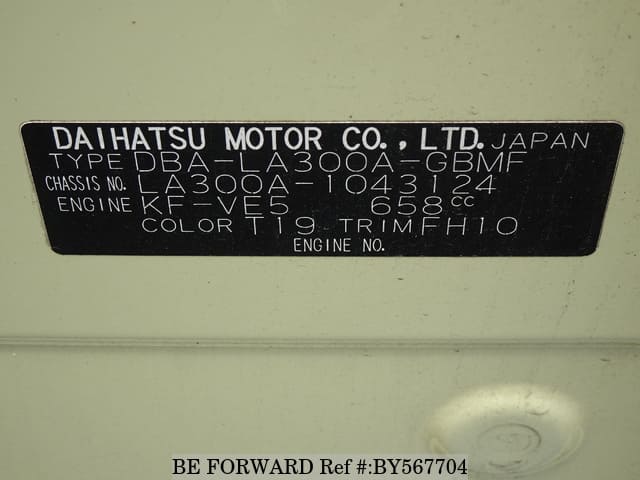 DAIHATSU MOTOR CO., LTD. JAPAN
TYPE DBA-LA300A-GBMF
CHASSIS NO. LA300A-1043124
ENGINE KF-VE5 658cc
COLOR T19 TRIM FH10
ENGINE NO.
BE FORWARD Ref #:BY567704